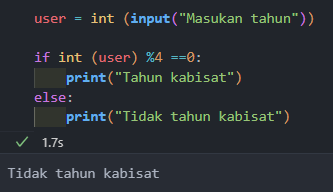 user = int (input("Masukan tahun"))
if int (user) %4 ==0:
    print("Tahun kabisat")
else:
    print("Tidak tahun kabisat")
✓ 1.7s
Tidak tahun kabisat